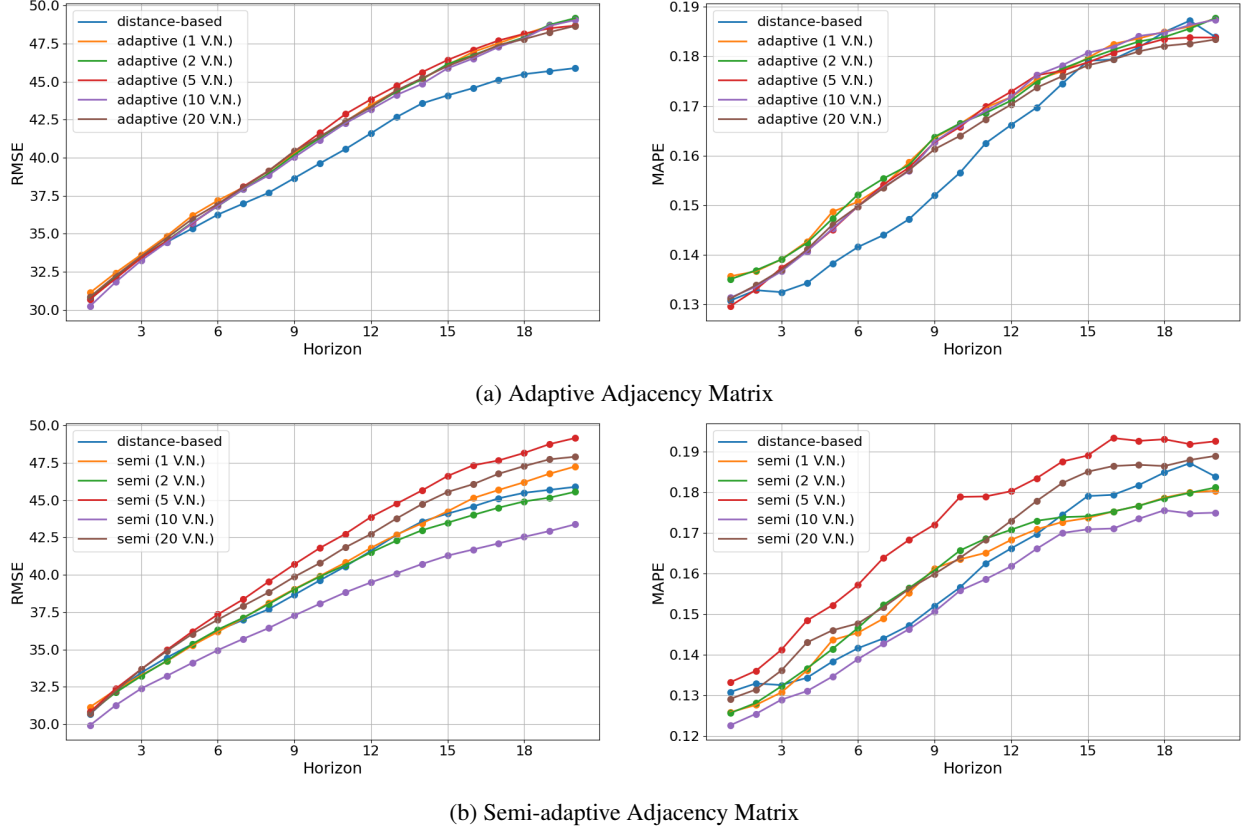 50.0
47.5
45.0
42.5
40.0
37.5
35.0
32.5
30.0
RMSE
distance-based
adaptive (1 V.N.)
adaptive (2 V.N.)
adaptive (5 V.N.)
adaptive (10 V.N.)
adaptive (20 V.N.)
3 6 9 12 15 18
Horizon
0.19
0.18
0.17
0.16
0.15
0.14
0.13
MAPE
distance-based
adaptive (1 V.N.)
adaptive (2 V.N.)
adaptive (5 V.N.)
adaptive (10 V.N.)
adaptive (20 V.N.)
3 6 9 12 15 18
Horizon
(a) Adaptive Adjacency Matrix
50.0
47.5
45.0
42.5
40.0
37.5
35.0
32.5
30.0
RMSE
distance-based
semi (1 V.N.)
semi (2 V.N.)
semi (5 V.N.)
semi (10 V.N.)
semi (20 V.N.)
3 6 9 12 15 18
Horizon
0.19
0.18
0.17
0.16
0.15
0.14
0.13
0.12
MAPE
distance-based
semi (1 V.N.)
semi (2 V.N.)
semi (5 V.N.)
semi (10 V.N.)
semi (20 V.N.)
3 6 9 12 15 18
Horizon
(b) Semi-adaptive Adjacency Matrix